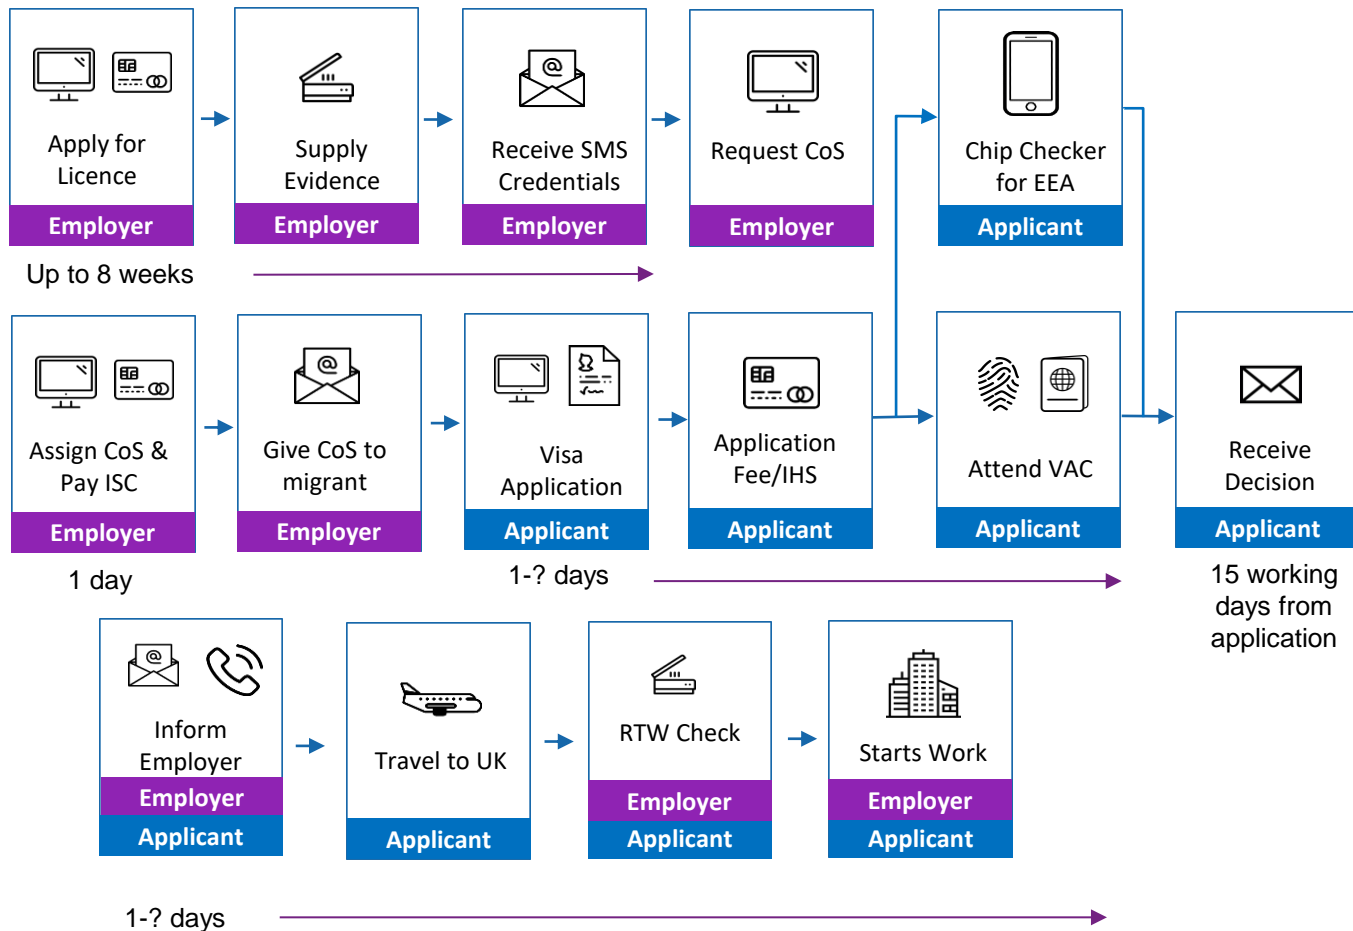 Apply for
Licence
Employer
Supply
Evidence
Employer
Receive SMS
Credentials
Employer
Request CoS
Employer
Chip Checker
for EEA
Applicant
Up to 8 weeks
Assign CoS &
Pay ISC
Employer
Give CoS to
migrant
Employer
Visa
Application
Applicant
Application
Fee/IHS
Applicant
Attend VAC
Applicant
Receive
Decision
Applicant
1 day
1-? days
15 working
days from
application
Inform
Employer
Employer
Applicant
Travel to UK
Applicant
RTW Check
Employer
Applicant
Starts Work
Employer
Applicant
1-? days